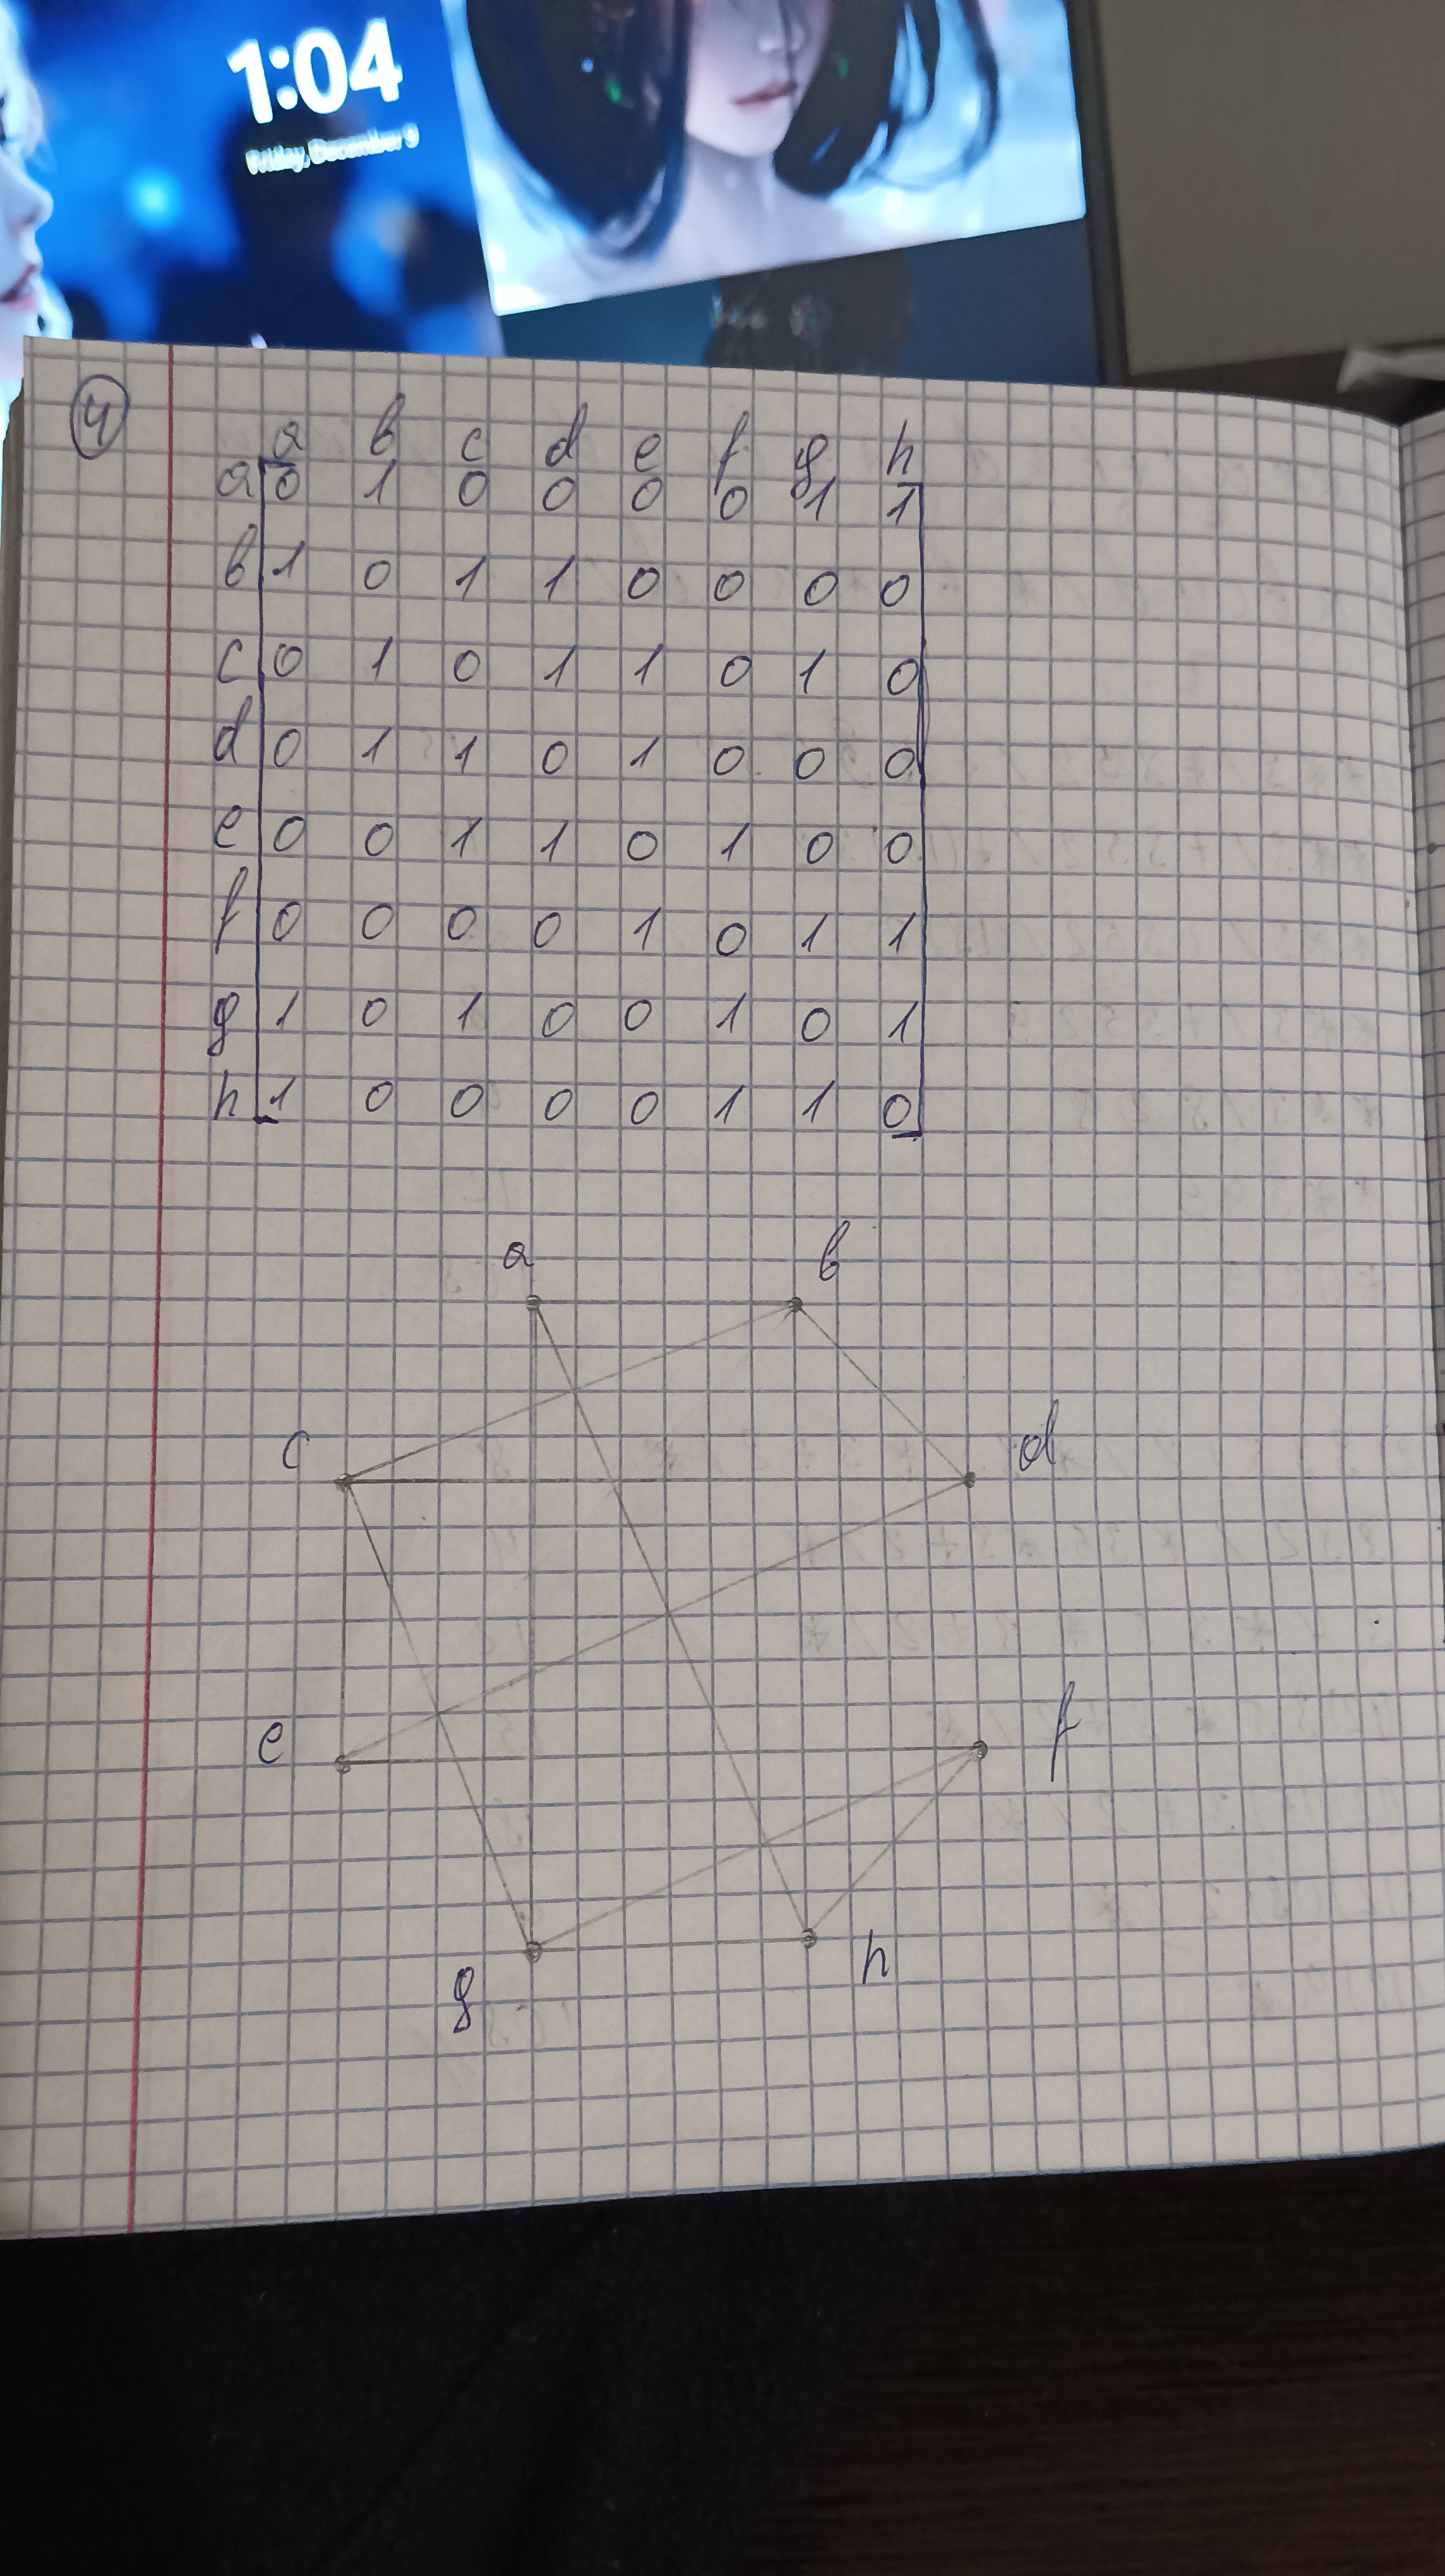 1:04
Friday, December 9
4
a b c d e f g h
a 0 1 0 0 0 0 1 1
b 1 0 1 1 0 0 0 0
c 0 1 0 1 1 0 1 0
d 0 1 1 0 1 0 0 0
e 0 0 1 1 0 1 0 0
f 0 0 0 0 1 0 1 1
g 1 0 1 0 0 1 0 1
h 1 0 0 0 0 1 1 0
a b
c d
e f
g h